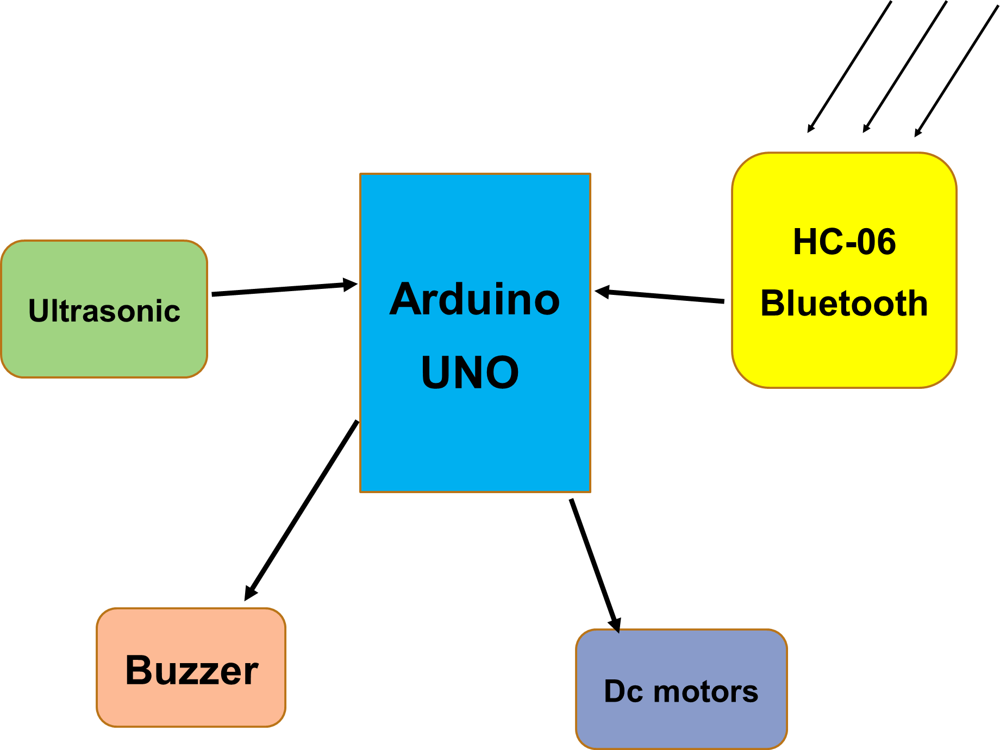 HC-06
Bluetooth
Arduino
UNO
Ultrasonic
Buzzer
Dc motors